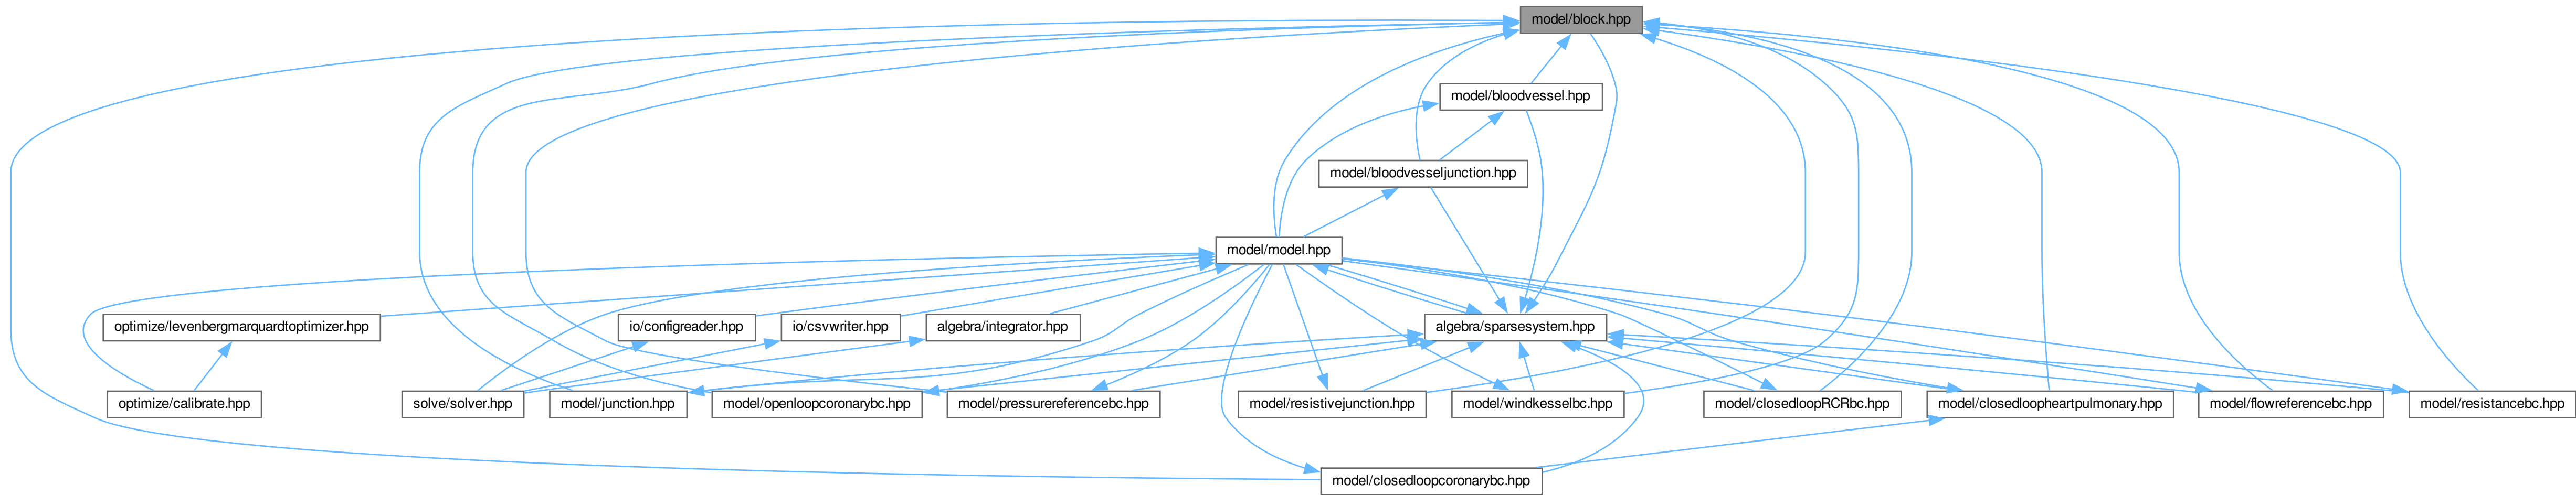 model/block.hpp
model/bloodvessel.hpp
model/bloodvesseljunction.hpp
model/model.hpp
optimize/levenbergmarquardtoptimizer.hpp
io/configreader.hpp
io/csvwriter.hpp
algebra/integrator.hpp
algebra/sparsesystem.hpp
optimize/calibrate.hpp
solve/solver.hpp
model/junction.hpp
model/openloopcoronarybc.hpp
model/pressurereferencebc.hpp
model/resistivejunction.hpp
model/windkesselbc.hpp
model/closedloopRCRbc.hpp
model/closedloopheartpulmonary.hpp
model/flowreferencebc.hpp
model/resistancebc.hpp
model/closedloopcoronarybc.hpp